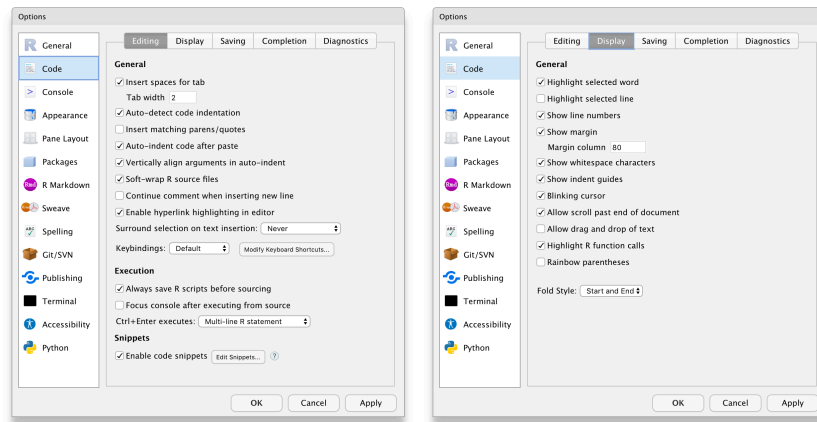 Options
General
Code
Console
Appearance
Pane Layout
Packages
R Markdown
Sweave
Spelling
Git/SVN
Publishing
Terminal
Accessibility
Python
Editing Display Saving Completion Diagnostics
General
Insert spaces for tab
Tab width 2
Auto-detect code indentation
Insert matching parens/quotes
Auto-indent code after paste
Vertically align arguments in auto-indent
Soft-wrap R source files
Continue comment when inserting new line
Enable hyperlink highlighting in editor
Surround selection on text insertion: Never
Keybindings: Default Modify Keyboard Shortcuts...
Execution
Always save R scripts before sourcing
Focus console after executing from source
Ctrl+Enter executes: Multi-line R statement
Snippets
Enable code snippets Edit Snippets... ?
OK Cancel Apply
Options
General
Code
Console
Appearance
Pane Layout
Packages
R Markdown
Sweave
Spelling
Git/SVN
Publishing
Terminal
Accessibility
Python
Editing Display Saving Completion Diagnostics
General
Highlight selected word
Highlight selected line
Show line numbers
Show margin
Margin column 80
Show whitespace characters
Show indent guides
Blinking cursor
Allow scroll past end of document
Allow drag and drop of text
Highlight R function calls
Rainbow parentheses
Fold Style: Start and End
OK Cancel Apply